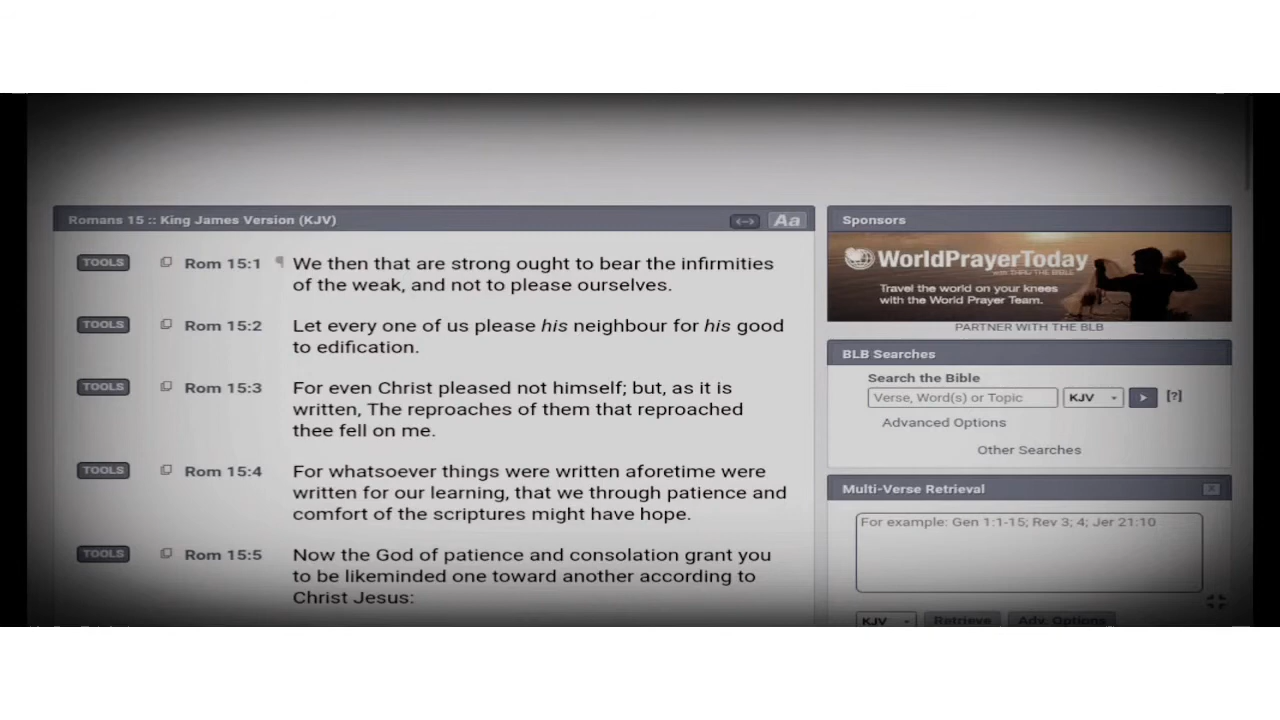 Romans 15 :: King James Version (KJV)
Aa
TOOLS
Rom 15:1
¶ We then that are strong ought to bear the infirmities
of the weak, and not to please ourselves.
TOOLS
Rom 15:2
Let every one of us please his neighbour for his good
to edification.
TOOLS
Rom 15:3
For even Christ pleased not himself; but, as it is
written, The reproaches of them that reproached
thee fell on me.
TOOLS
Rom 15:4
For whatsoever things were written aforetime were
written for our learning, that we through patience and
comfort of the scriptures might have hope.
TOOLS
Rom 15:5
Now the God of patience and consolation grant you
to be likeminded one toward another according to
Christ Jesus:
Sponsors
WorldPrayerToday
with THRU THE BIBLE
Travel the world on your knees
with the World Prayer Team.
PARTNER WITH THE BLB
BLB Searches
Search the Bible
Verse, Word(s) or Topic
KJV
[?]
Advanced Options
Other Searches
Multi-Verse Retrieval
For example: Gen 1:1-15; Rev 3; 4; Jer 21:10
KJV
Retrieve
Adv. Options